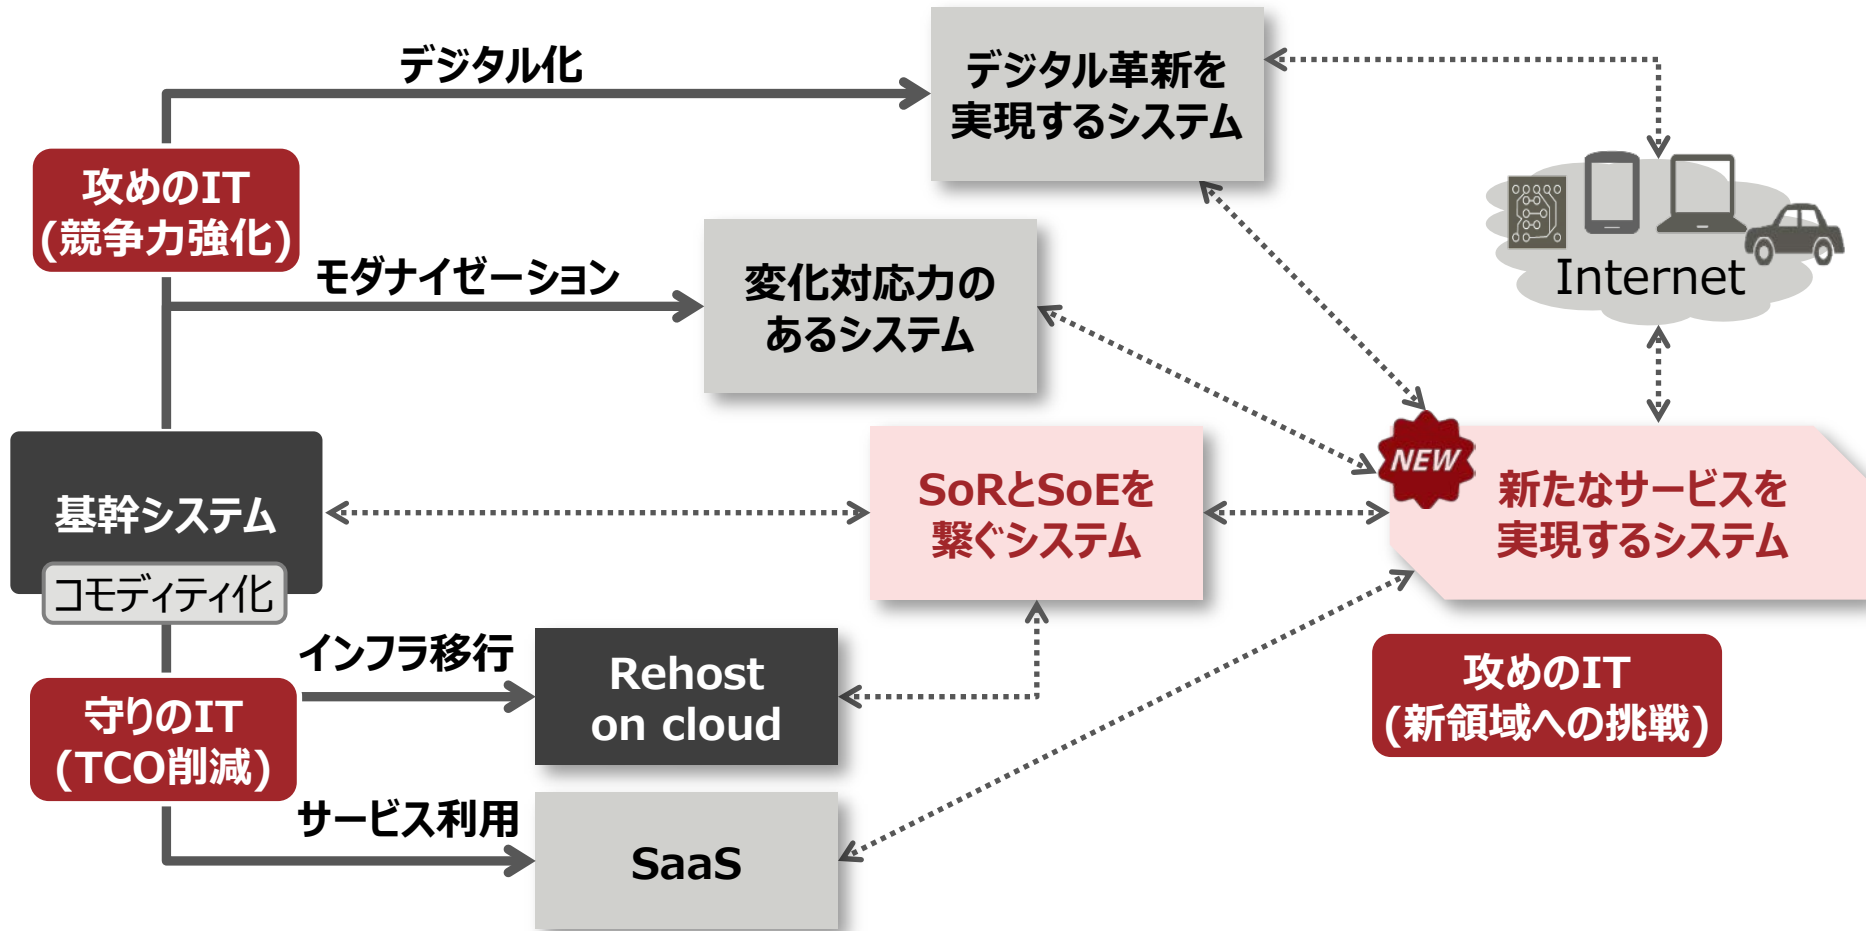 デジタル化
デジタル革新を
実現するシステム
攻めのIT
(競争力強化)
モダナイゼーション
変化対応力の
あるシステム
Internet
基幹システム
コモディティ化
SoRとSoEを
繋ぐシステム
NEW
新たなサービスを
実現するシステム
インフラ移行
Rehost
on cloud
守りのIT
(TCO削減)
攻めのIT
(新領域への挑戦)
サービス利用
SaaS